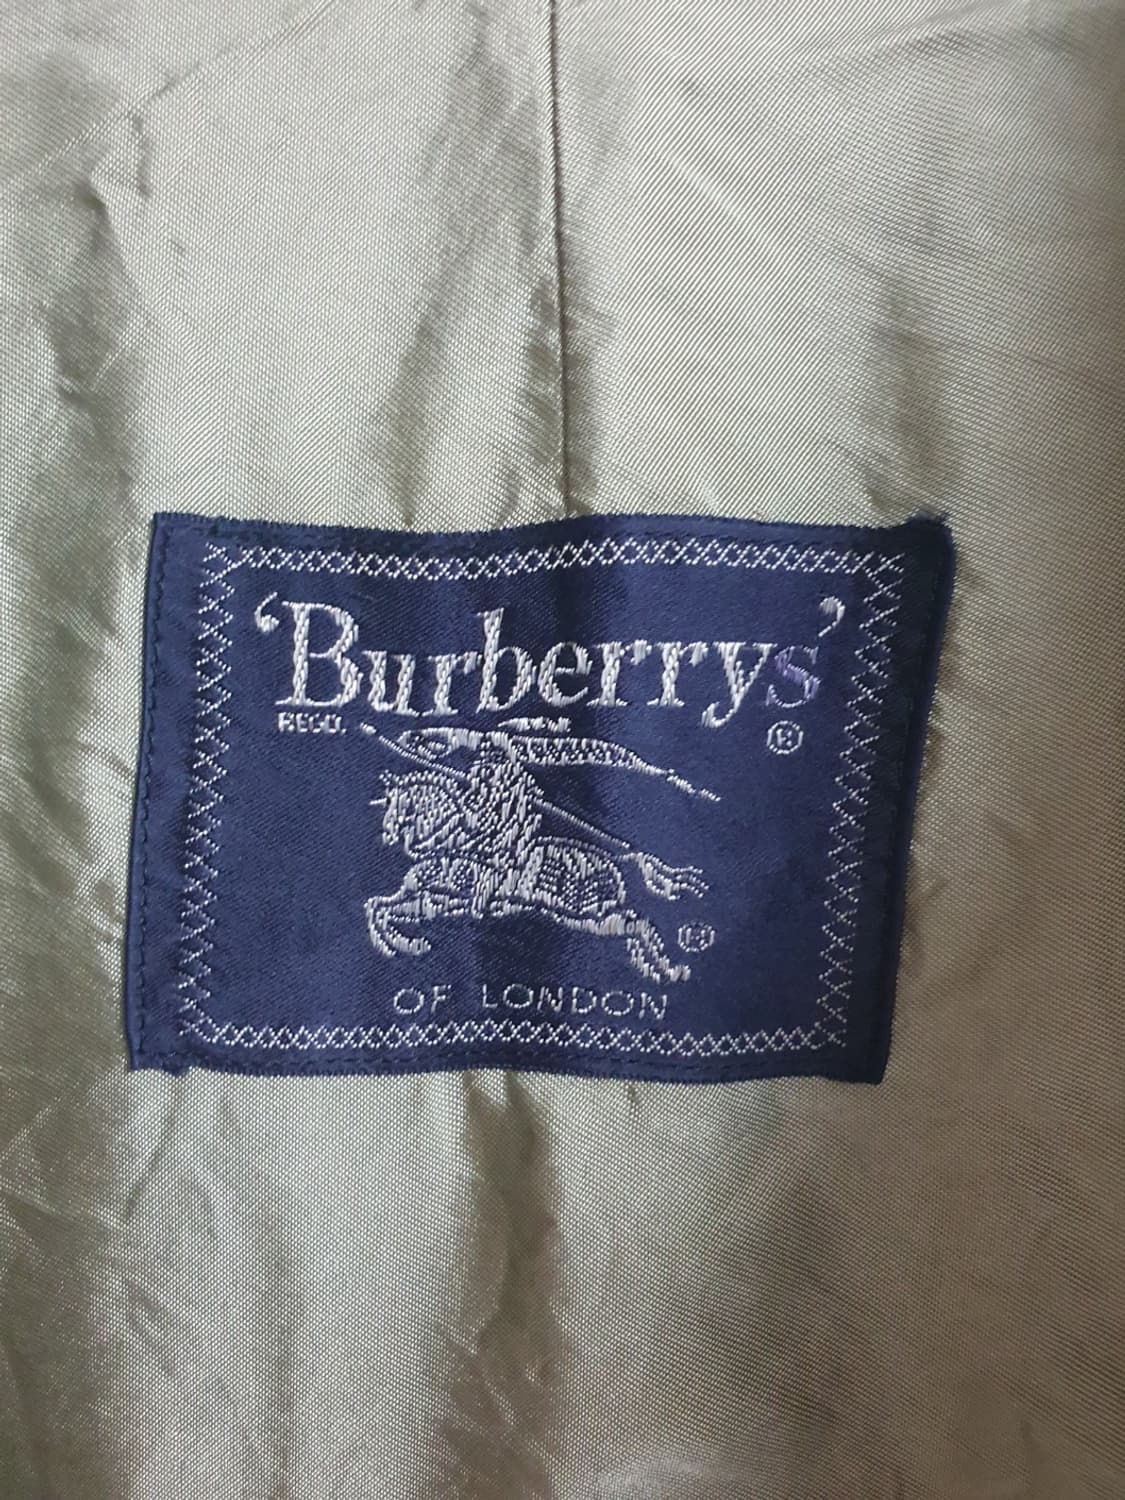 ‘Burberrys’
REGD. ®
®
OF LONDON